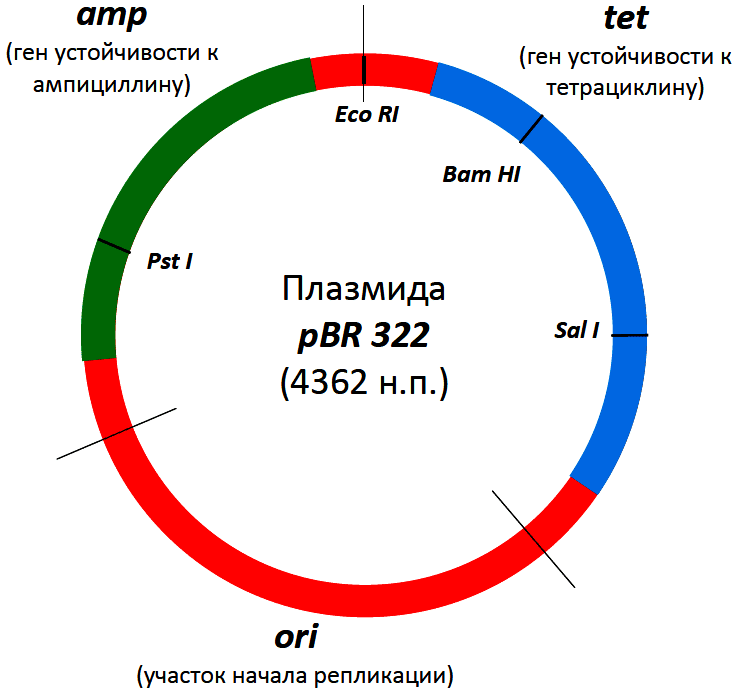 amp
(ген устойчивости к
ампициллину)
tet
(ген устойчивости к
тетрациклину)
Eco RI
Bam HI
Pst I
Sal I
Плазмида
pBR 322
(4362 н.п.)
ori
(участок начала репликации)